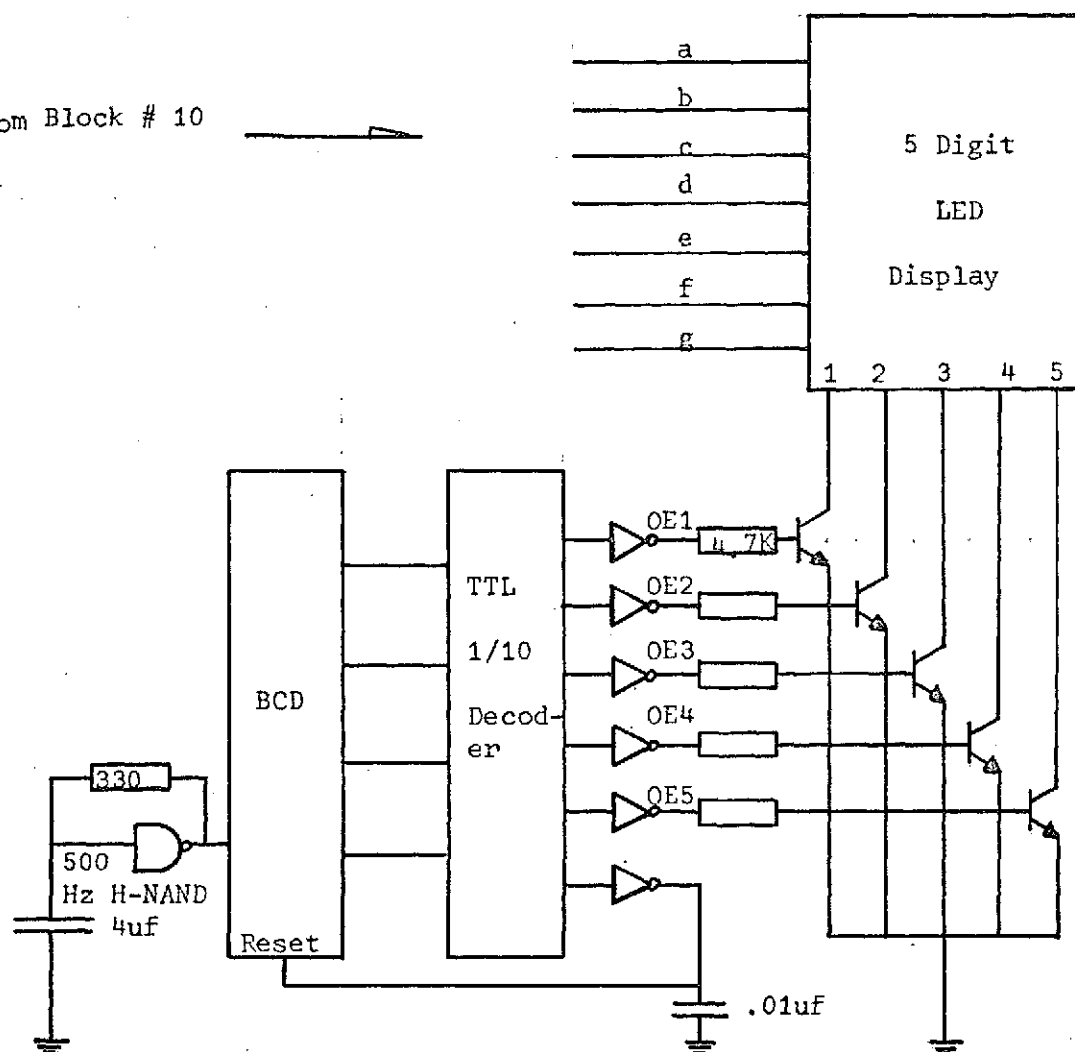 a
om Block # 10
b
c
d
e
f
g
5 Digit
LED
Display
1 2 3 4 5
OE1
4.7K
OE2
OE3
OE4
OE5
TTL
1/10
Decod-
er
BCD
330
500
Hz H-NAND
4uf
Reset
.01uf